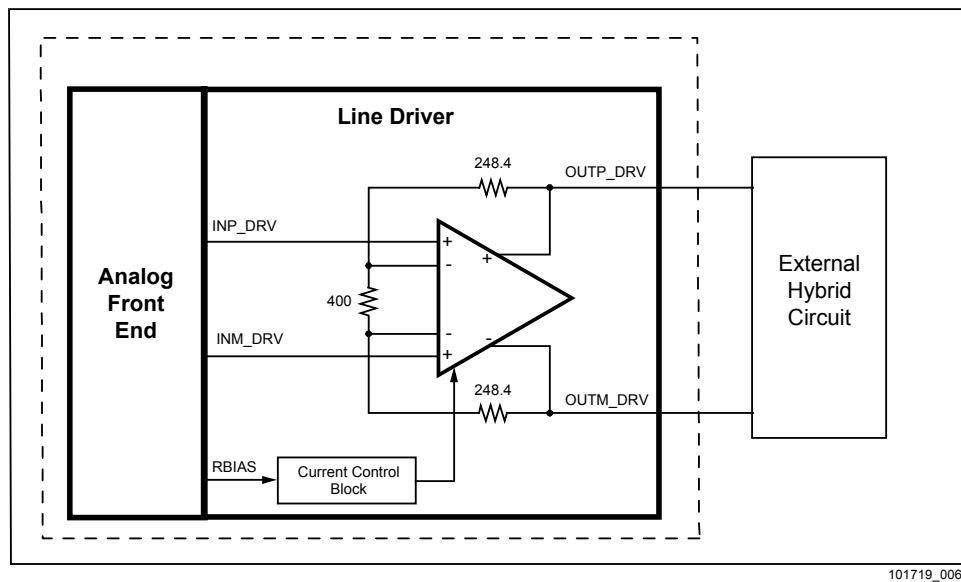 Line Driver
248.4
OUTP_DRV
INP_DRV
+
-
+
Analog
Front
End
400
External
Hybrid
Circuit
-
+
-
INM_DRV
248.4
OUTM_DRV
RBIAS
Current Control
Block
101719_006